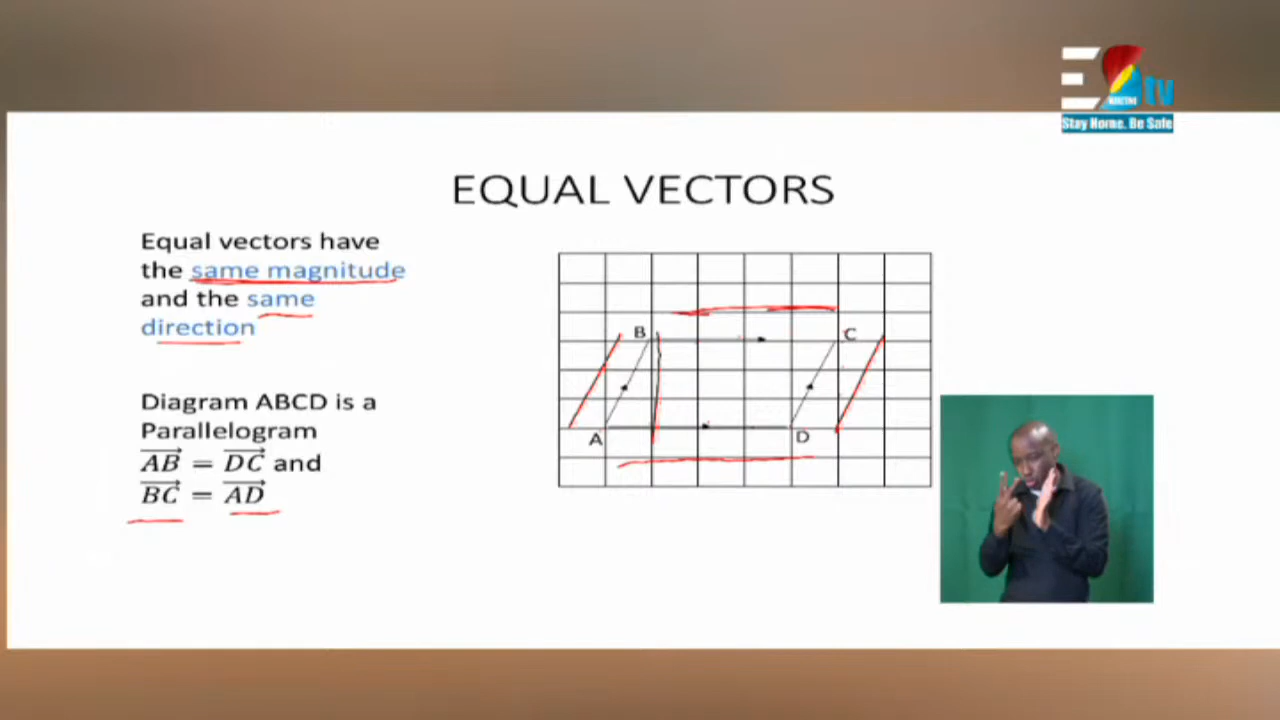 E tv
Stay Home. Be Safe
EQUAL VECTORS
Equal vectors have
the same magnitude
and the same
direction
Diagram ABCD is a
Parallelogram
AB = DC and
BC = AD
B
C
A
D